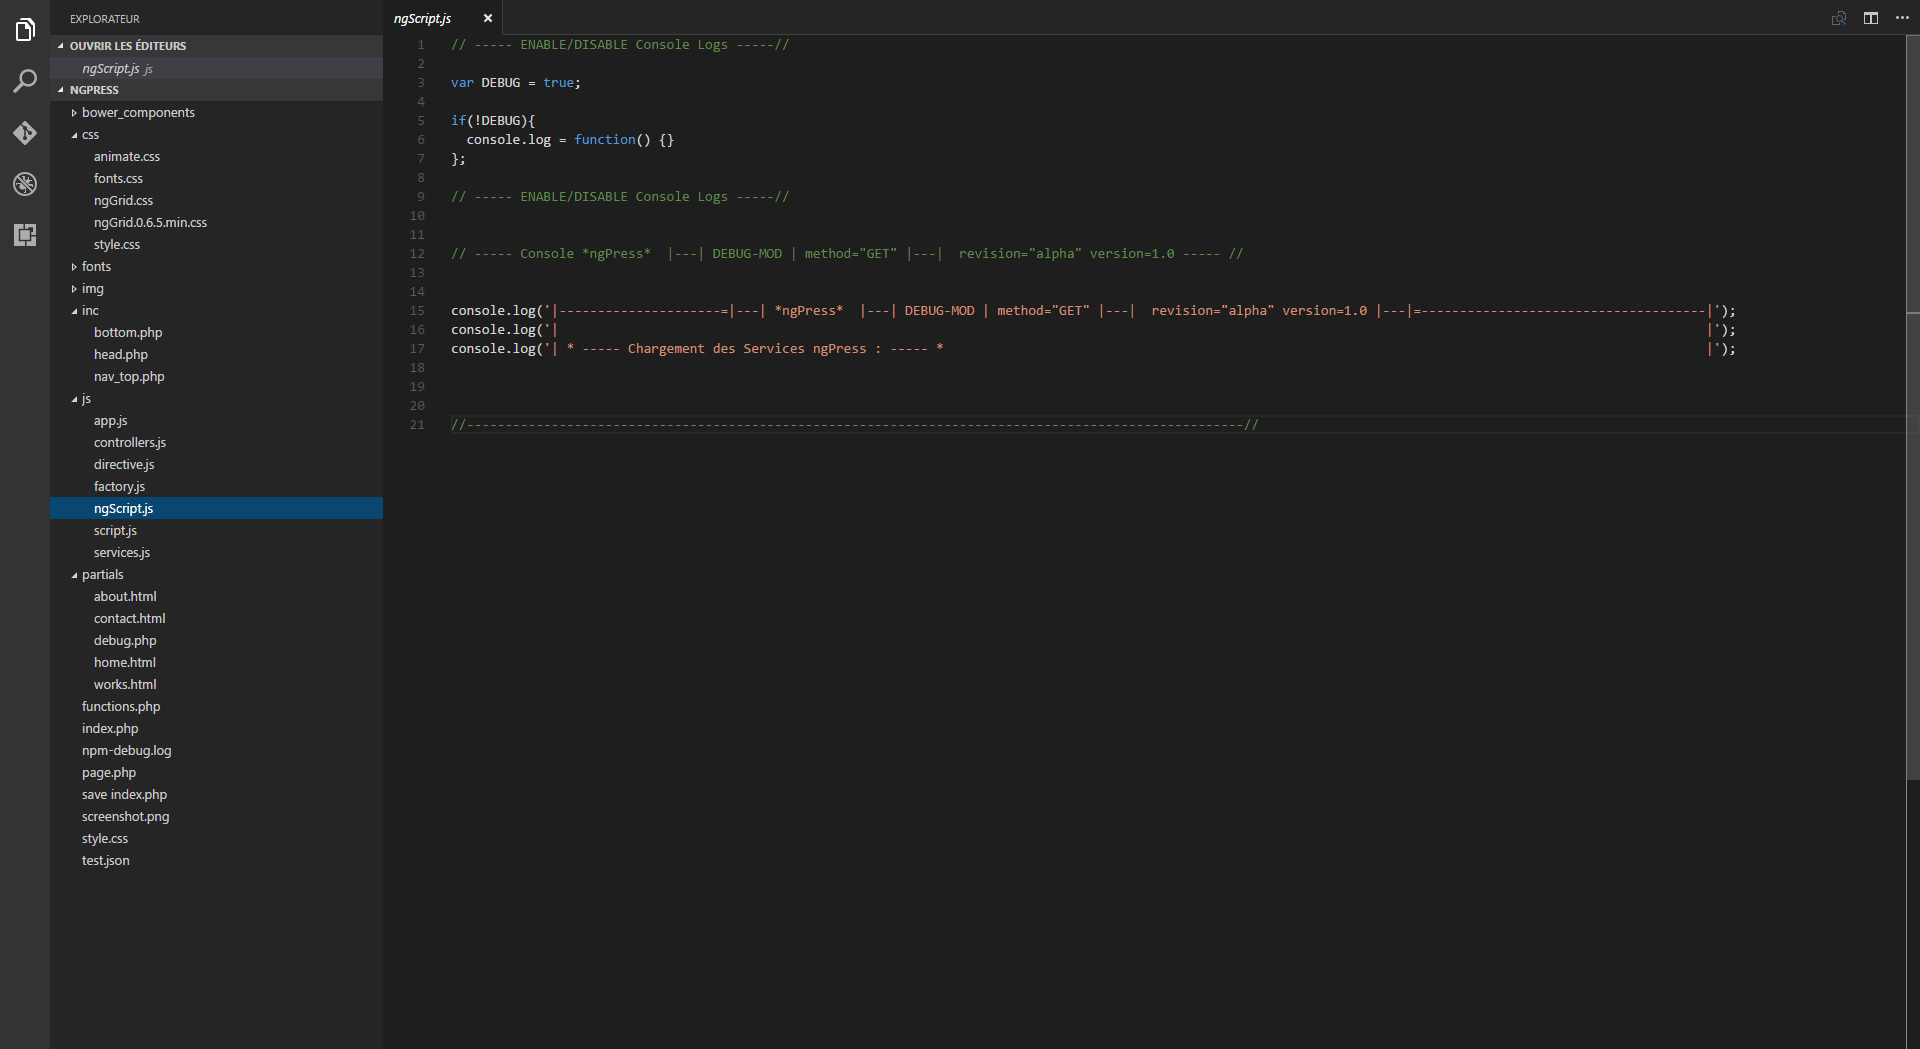 EXPLORATEUR
OUVRIR LES ÉDITEURS
ngScript.js js
NGPRESS
bower_components
css
animate.css
fonts.css
ngGrid.css
ngGrid.0.6.5.min.css
style.css
fonts
img
inc
bottom.php
head.php
nav_top.php
js
app.js
controllers.js
directive.js
factory.js
ngScript.js
script.js
services.js
partials
about.html
contact.html
debug.php
home.html
works.html
functions.php
index.php
npm-debug.log
page.php
save index.php
screenshot.png
style.css
test.json
ngScript.js
1 // ----- ENABLE/DISABLE Console Logs -----//
2
3 var DEBUG = true;
4
5 if(!DEBUG){
6   console.log = function() {}
7 };
8
9 // ----- ENABLE/DISABLE Console Logs -----//
10
11
12 // ----- Console *ngPress*  |---| DEBUG-MOD | method="GET" |---|  revision="alpha" version=1.0 ----- //
13
14
15 console.log('|---------------------=|---| *ngPress*  |---| DEBUG-MOD | method="GET" |---|  revision="alpha" version=1.0 |---|=-------------------------------------|');
16 console.log('|                                                                                                                                                     |');
17 console.log('| * ----- Chargement des Services ngPress : ----- *                                                                                                   |');
18
19
20
21 //-----------------------------------------------------------------------------------------------------//